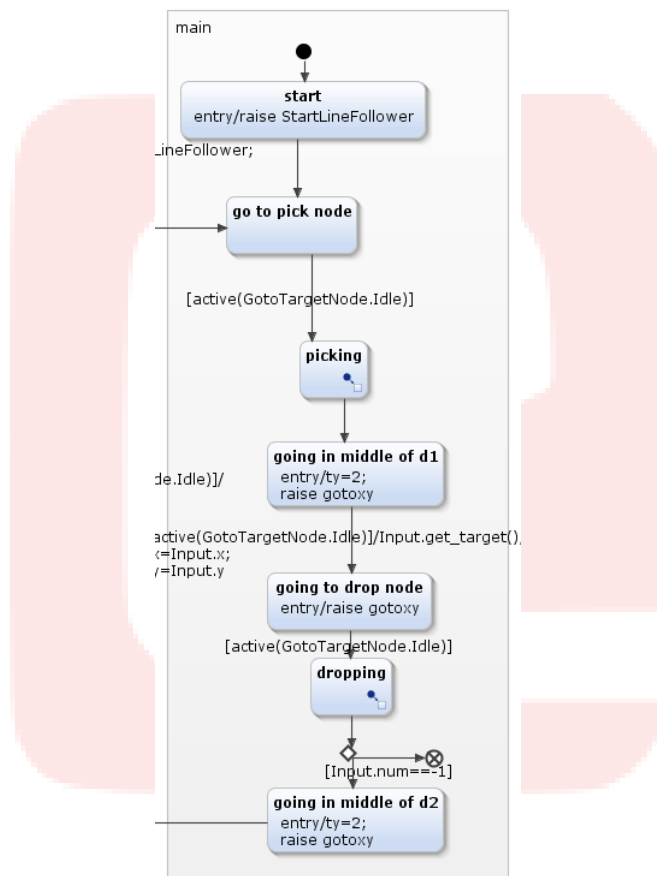 main
start
entry/raise StartLineFollower
LineFollower;
go to pick node
[active(GotoTargetNode.Idle)]
picking
going in middle of d1
entry/ty=2;
raise gotoxy
de.Idle)]/
active(GotoTargetNode.Idle)]/Input.get_target();
x=Input.x;
y=Input.y
going to drop node
entry/raise gotoxy
[active(GotoTargetNode.Idle)]
dropping
[Input.num==-1]
going in middle of d2
entry/ty=2;
raise gotoxy